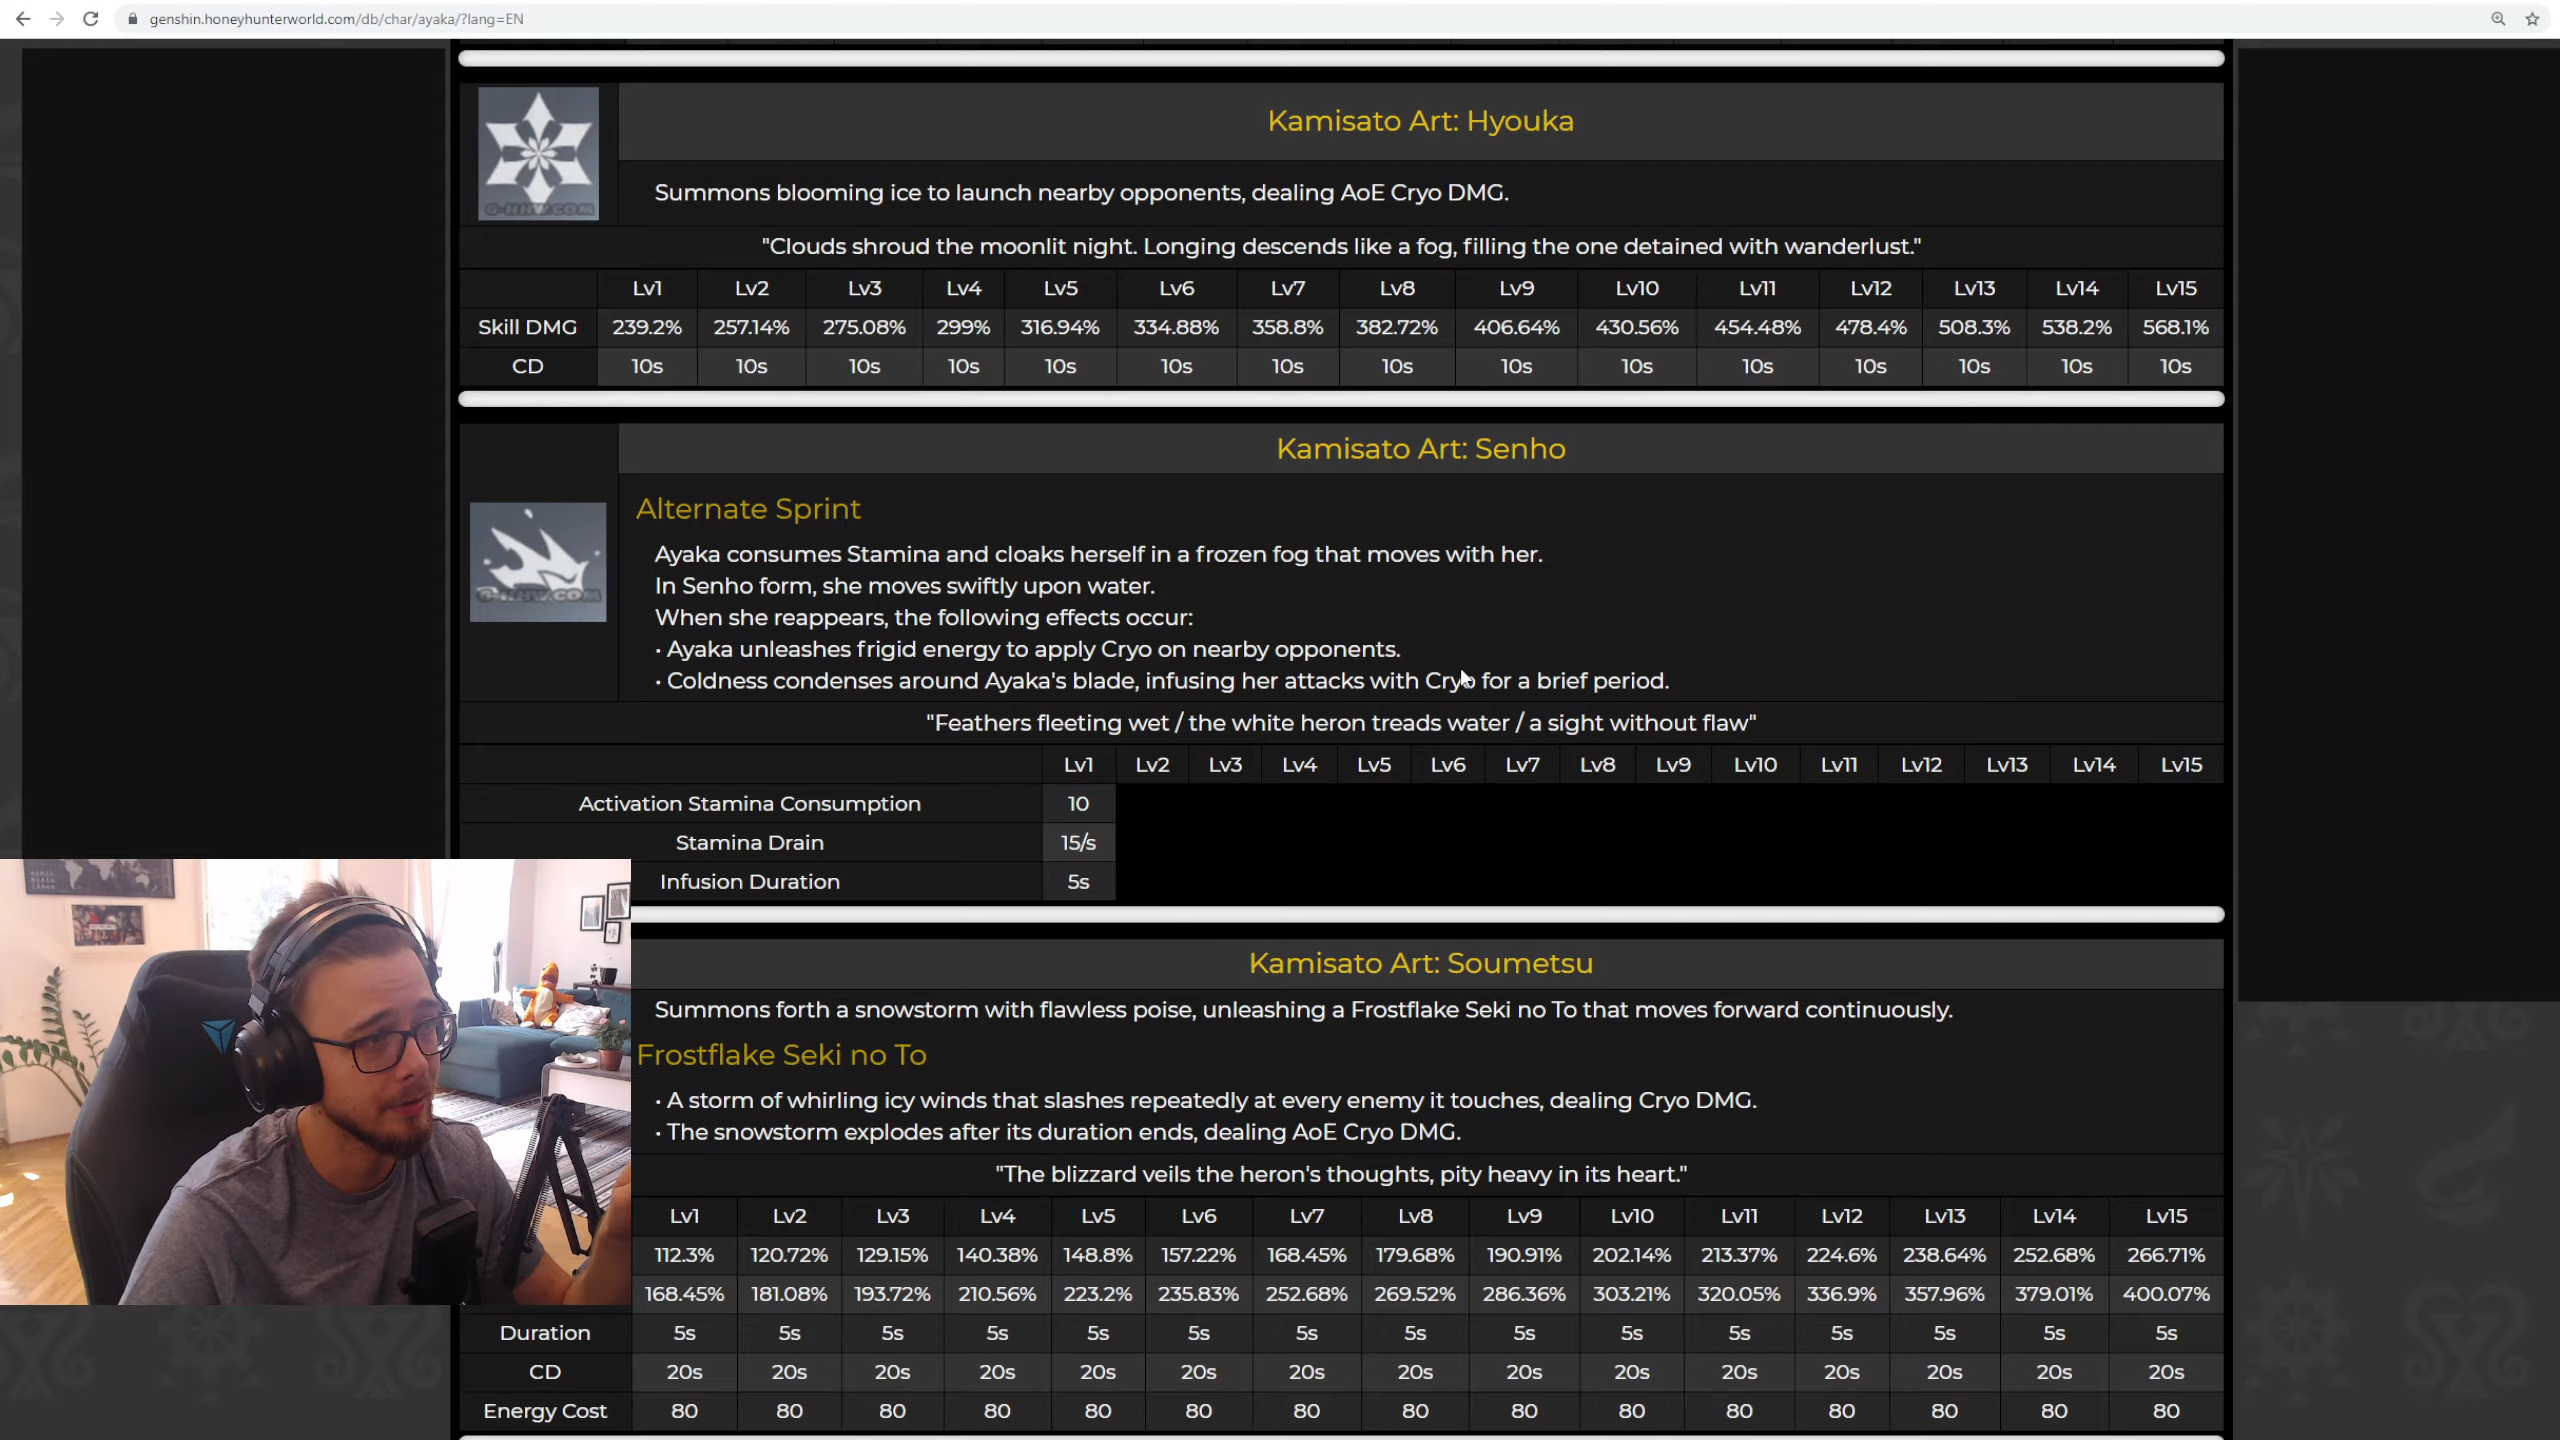 genshin.honeyhunterworld.com/db/char/ayaka/?lang=EN
Kamisato Art: Hyouka
G-HHW.COM
Summons blooming ice to launch nearby opponents, dealing AoE Cryo DMG.
"Clouds shroud the moonlit night. Longing descends like a fog, filling the one detained with wanderlust."
Lv1 Lv2 Lv3 Lv4 Lv5 Lv6 Lv7 Lv8 Lv9 Lv10 Lv11 Lv12 Lv13 Lv14 Lv15
Skill DMG 239.2% 257.14% 275.08% 299% 316.94% 334.88% 358.8% 382.72% 406.64% 430.56% 454.48% 478.4% 508.3% 538.2% 568.1%
CD 10s 10s 10s 10s 10s 10s 10s 10s 10s 10s 10s 10s 10s 10s 10s
Kamisato Art: Senho
Alternate Sprint
Ayaka consumes Stamina and cloaks herself in a frozen fog that moves with her.
In Senho form, she moves swiftly upon water.
G-HHW.COM
When she reappears, the following effects occur:
· Ayaka unleashes frigid energy to apply Cryo on nearby opponents.
· Coldness condenses around Ayaka's blade, infusing her attacks with Cryo for a brief period.
"Feathers fleeting wet / the white heron treads water / a sight without flaw"
Lv1 Lv2 Lv3 Lv4 Lv5 Lv6 Lv7 Lv8 Lv9 Lv10 Lv11 Lv12 Lv13 Lv14 Lv15
Activation Stamina Consumption 10
Stamina Drain 15/s
Infusion Duration 5s
Kamisato Art: Soumetsu
Summons forth a snowstorm with flawless poise, unleashing a Frostflake Seki no To that moves forward continuously.
Frostflake Seki no To
· A storm of whirling icy winds that slashes repeatedly at every enemy it touches, dealing Cryo DMG.
· The snowstorm explodes after its duration ends, dealing AoE Cryo DMG.
"The blizzard veils the heron's thoughts, pity heavy in its heart."
Lv1 Lv2 Lv3 Lv4 Lv5 Lv6 Lv7 Lv8 Lv9 Lv10 Lv11 Lv12 Lv13 Lv14 Lv15
112.3% 120.72% 129.15% 140.38% 148.8% 157.22% 168.45% 179.68% 190.91% 202.14% 213.37% 224.6% 238.64% 252.68% 266.71%
168.45% 181.08% 193.72% 210.56% 223.2% 235.83% 252.68% 269.52% 286.36% 303.21% 320.05% 336.9% 357.96% 379.01% 400.07%
Duration 5s 5s 5s 5s 5s 5s 5s 5s 5s 5s 5s 5s 5s 5s 5s
CD 20s 20s 20s 20s 20s 20s 20s 20s 20s 20s 20s 20s 20s 20s 20s
Energy Cost 80 80 80 80 80 80 80 80 80 80 80 80 80 80 80